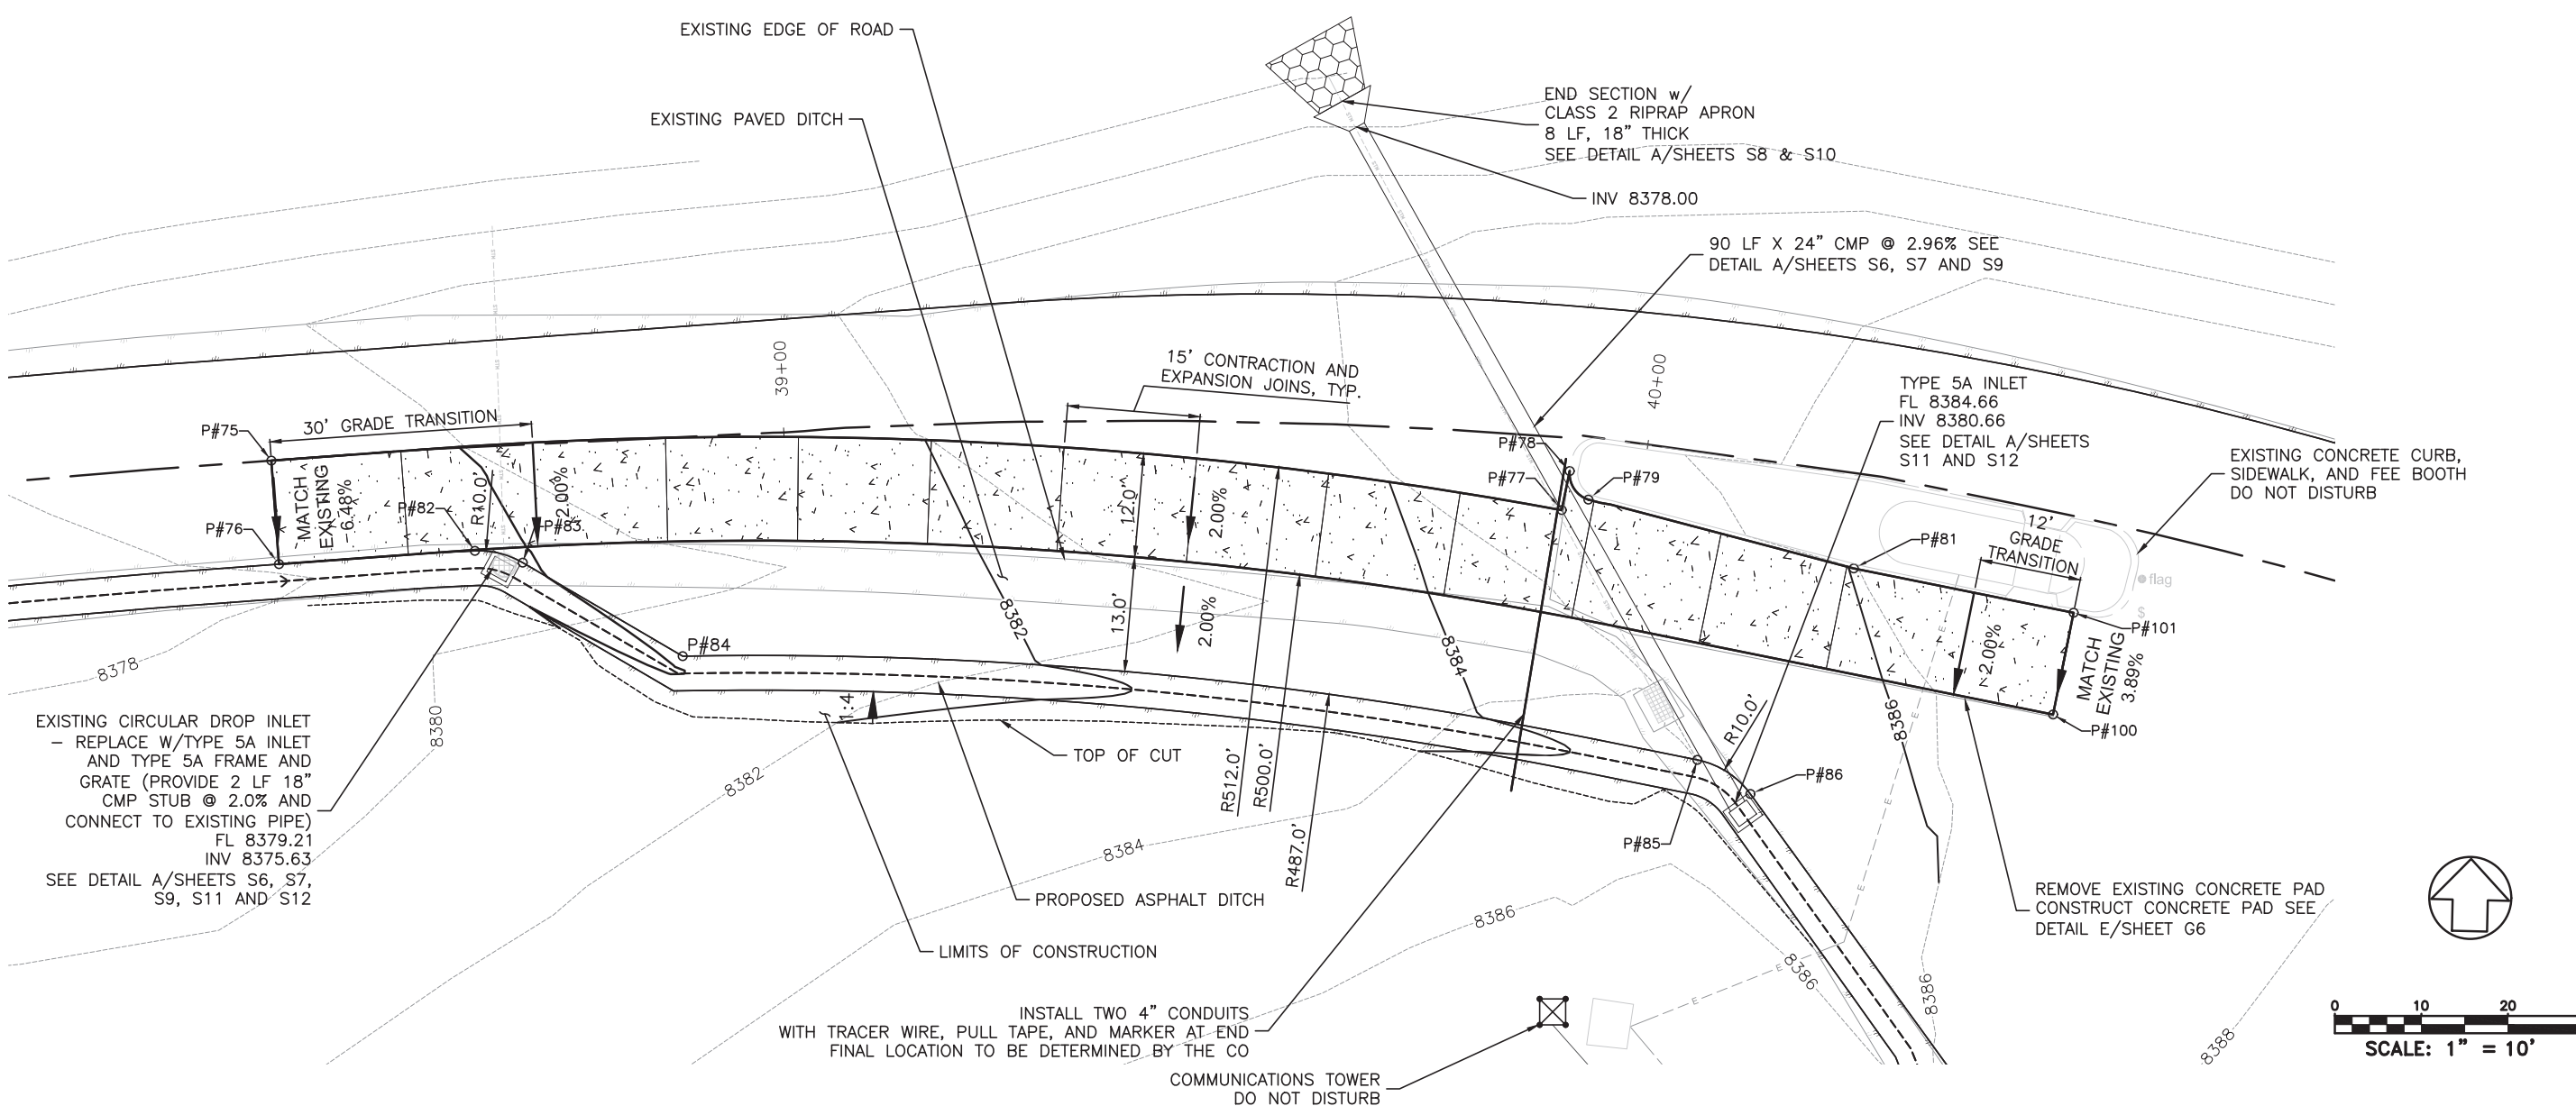 EXISTING EDGE OF ROAD
EXISTING PAVED DITCH
END SECTION w/
CLASS 2 RIPRAP APRON
8 LF, 18" THICK
SEE DETAIL A/SHEETS S8 & S10
INV 8378.00
90 LF X 24" CMP @ 2.96% SEE
DETAIL A/SHEETS S6, S7 AND S9
39+00
15' CONTRACTION AND
EXPANSION JOINS, TYP.
40+00
TYPE 5A INLET
FL 8384.66
INV 8380.66
SEE DETAIL A/SHEETS
S11 AND S12
EXISTING CONCRETE CURB,
SIDEWALK, AND FEE BOOTH
DO NOT DISTURB
P#75
30' GRADE TRANSITION
P#78
P#77
P#79
MATCH
EXISTING
-6.48%
P#76
P#82
R10.0'
2.00%
P#83
12.0'
2.00%
P#81
12'
GRADE
TRANSITION
flag
$
P#101
2.00%
MATCH
EXISTING
3.89%
P#100
8382
13.0'
2.00%
8384
P#84
8378
8380
1:4
8386
R10.0'
P#86
P#85
EXISTING CIRCULAR DROP INLET
– REPLACE W/TYPE 5A INLET
AND TYPE 5A FRAME AND
GRATE (PROVIDE 2 LF 18"
CMP STUB @ 2.0% AND
CONNECT TO EXISTING PIPE)
FL 8379.21
INV 8375.63
SEE DETAIL A/SHEETS S6, S7,
S9, S11 AND S12
TOP OF CUT
8382
R512.0'
R500.0'
R487.0'
8384
PROPOSED ASPHALT DITCH
LIMITS OF CONSTRUCTION
8386
REMOVE EXISTING CONCRETE PAD
CONSTRUCT CONCRETE PAD SEE
DETAIL E/SHEET G6
8386
8386
8388
INSTALL TWO 4" CONDUITS
WITH TRACER WIRE, PULL TAPE, AND MARKER AT END
FINAL LOCATION TO BE DETERMINED BY THE CO
COMMUNICATIONS TOWER
DO NOT DISTURB
E
E
E
E
E
0 10 20
SCALE: 1" = 10'